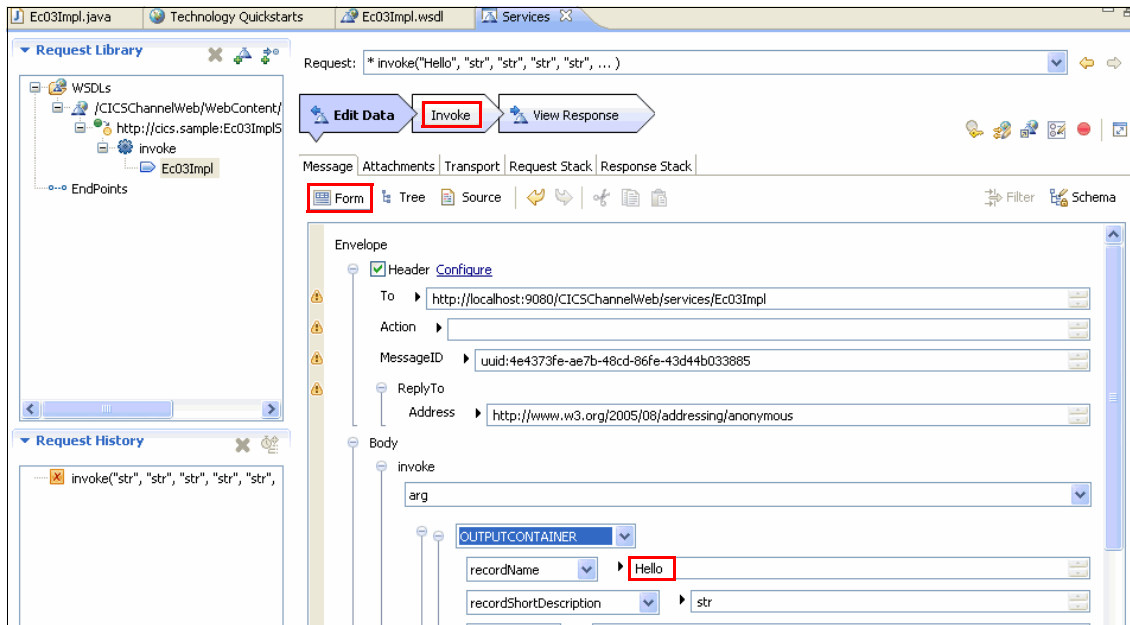 Ec03Impl.java
Technology Quickstarts
Ec03Impl.wsdl
Services
Request Library
WSDLs
/CICSChannelWeb/WebContent/
http://cics.sample:Ec03ImplS
invoke
Ec03Impl
EndPoints
Request History
invoke("str", "str", "str", "str", "str",
Request: * invoke("Hello", "str", "str", "str", "str", ... )
Edit Data
Invoke
View Response
Message
Attachments
Transport
Request Stack
Response Stack
Form
Tree
Source
Filter
Schema
Envelope
Header Configure
To http://localhost:9080/CICSChannelWeb/services/Ec03Impl
Action
MessageID uuid:4e4373fe-ae7b-48cd-86fe-43d44b033885
ReplyTo
Address http://www.w3.org/2005/08/addressing/anonymous
Body
invoke
arg
OUTPUTCONTAINER
recordName Hello
recordShortDescription str